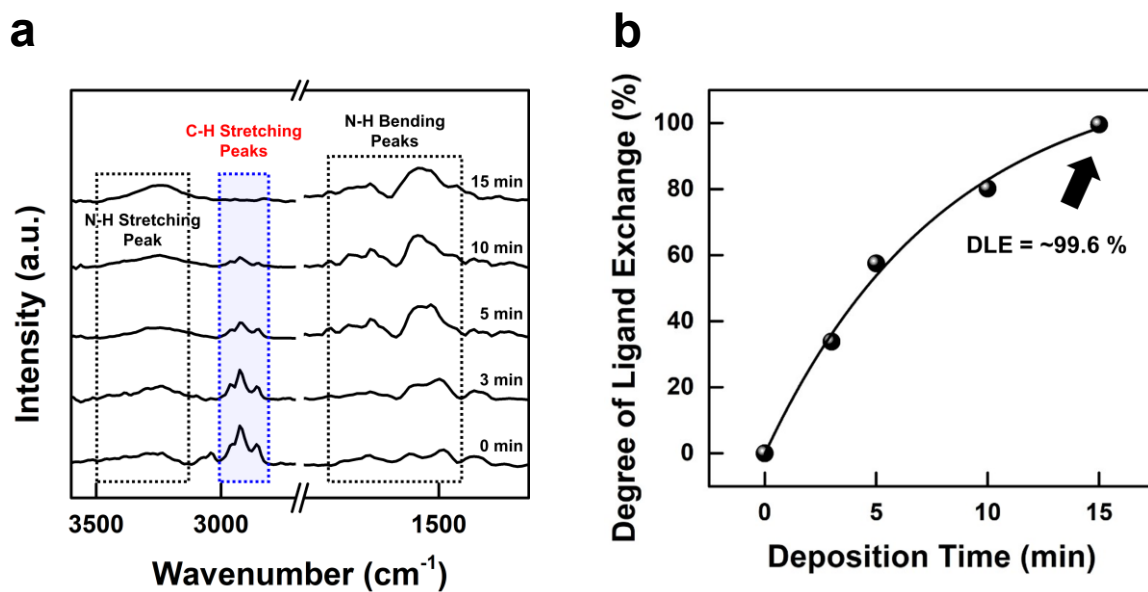 a
C-H Stretching
Peaks
N-H Bending
Peaks
N-H Stretching
Peak
15 min
10 min
5 min
3 min
0 min
Intensity (a.u.)
3500
3000
1500
Wavenumber (cm⁻¹)
b
Degree of Ligand Exchange (%)
100
80
60
40
20
0
DLE = ~99.6 %
0
5
10
15
Deposition Time (min)